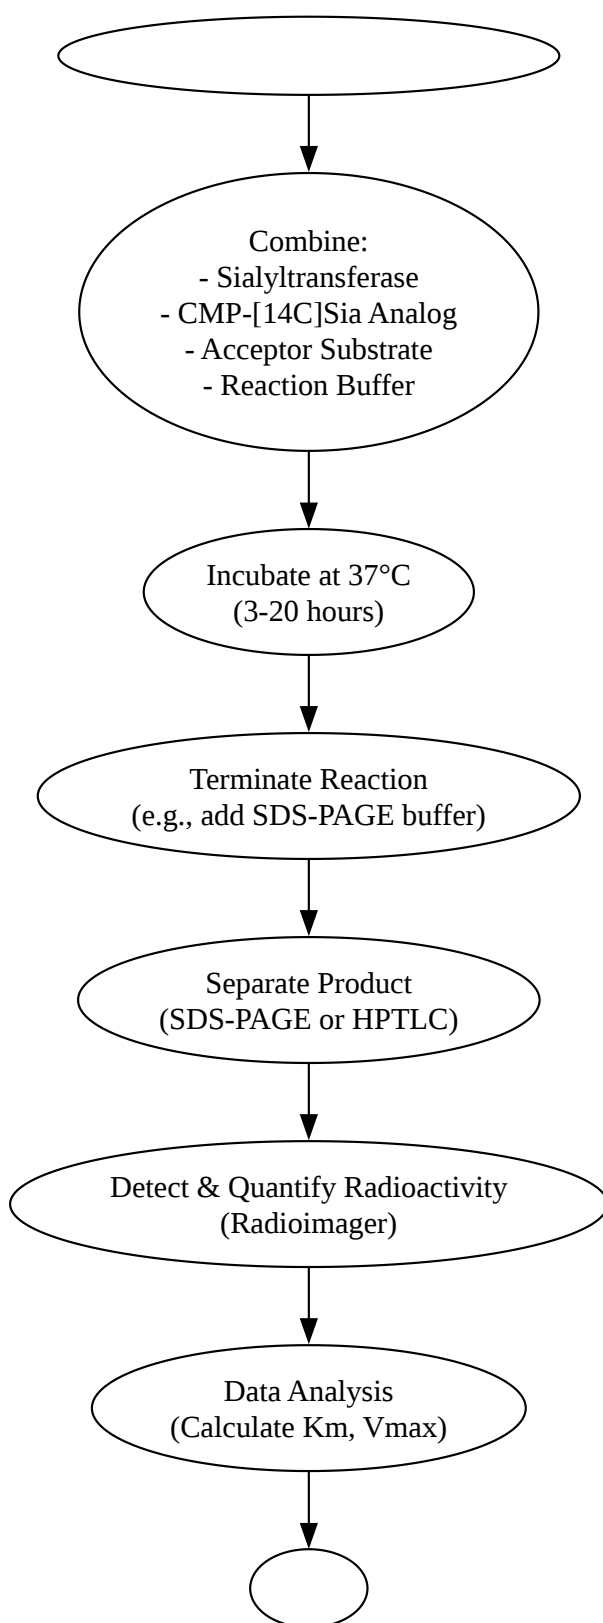 Combine:
- Sialyltransferase
- CMP-[14C]Sia Analog
- Acceptor Substrate
- Reaction Buffer
Incubate at 37°C
(3-20 hours)
Terminate Reaction
(e.g., add SDS-PAGE buffer)
Separate Product
(SDS-PAGE or HPTLC)
Detect & Quantify Radioactivity
(Radioimager)
Data Analysis
(Calculate Km, Vmax)